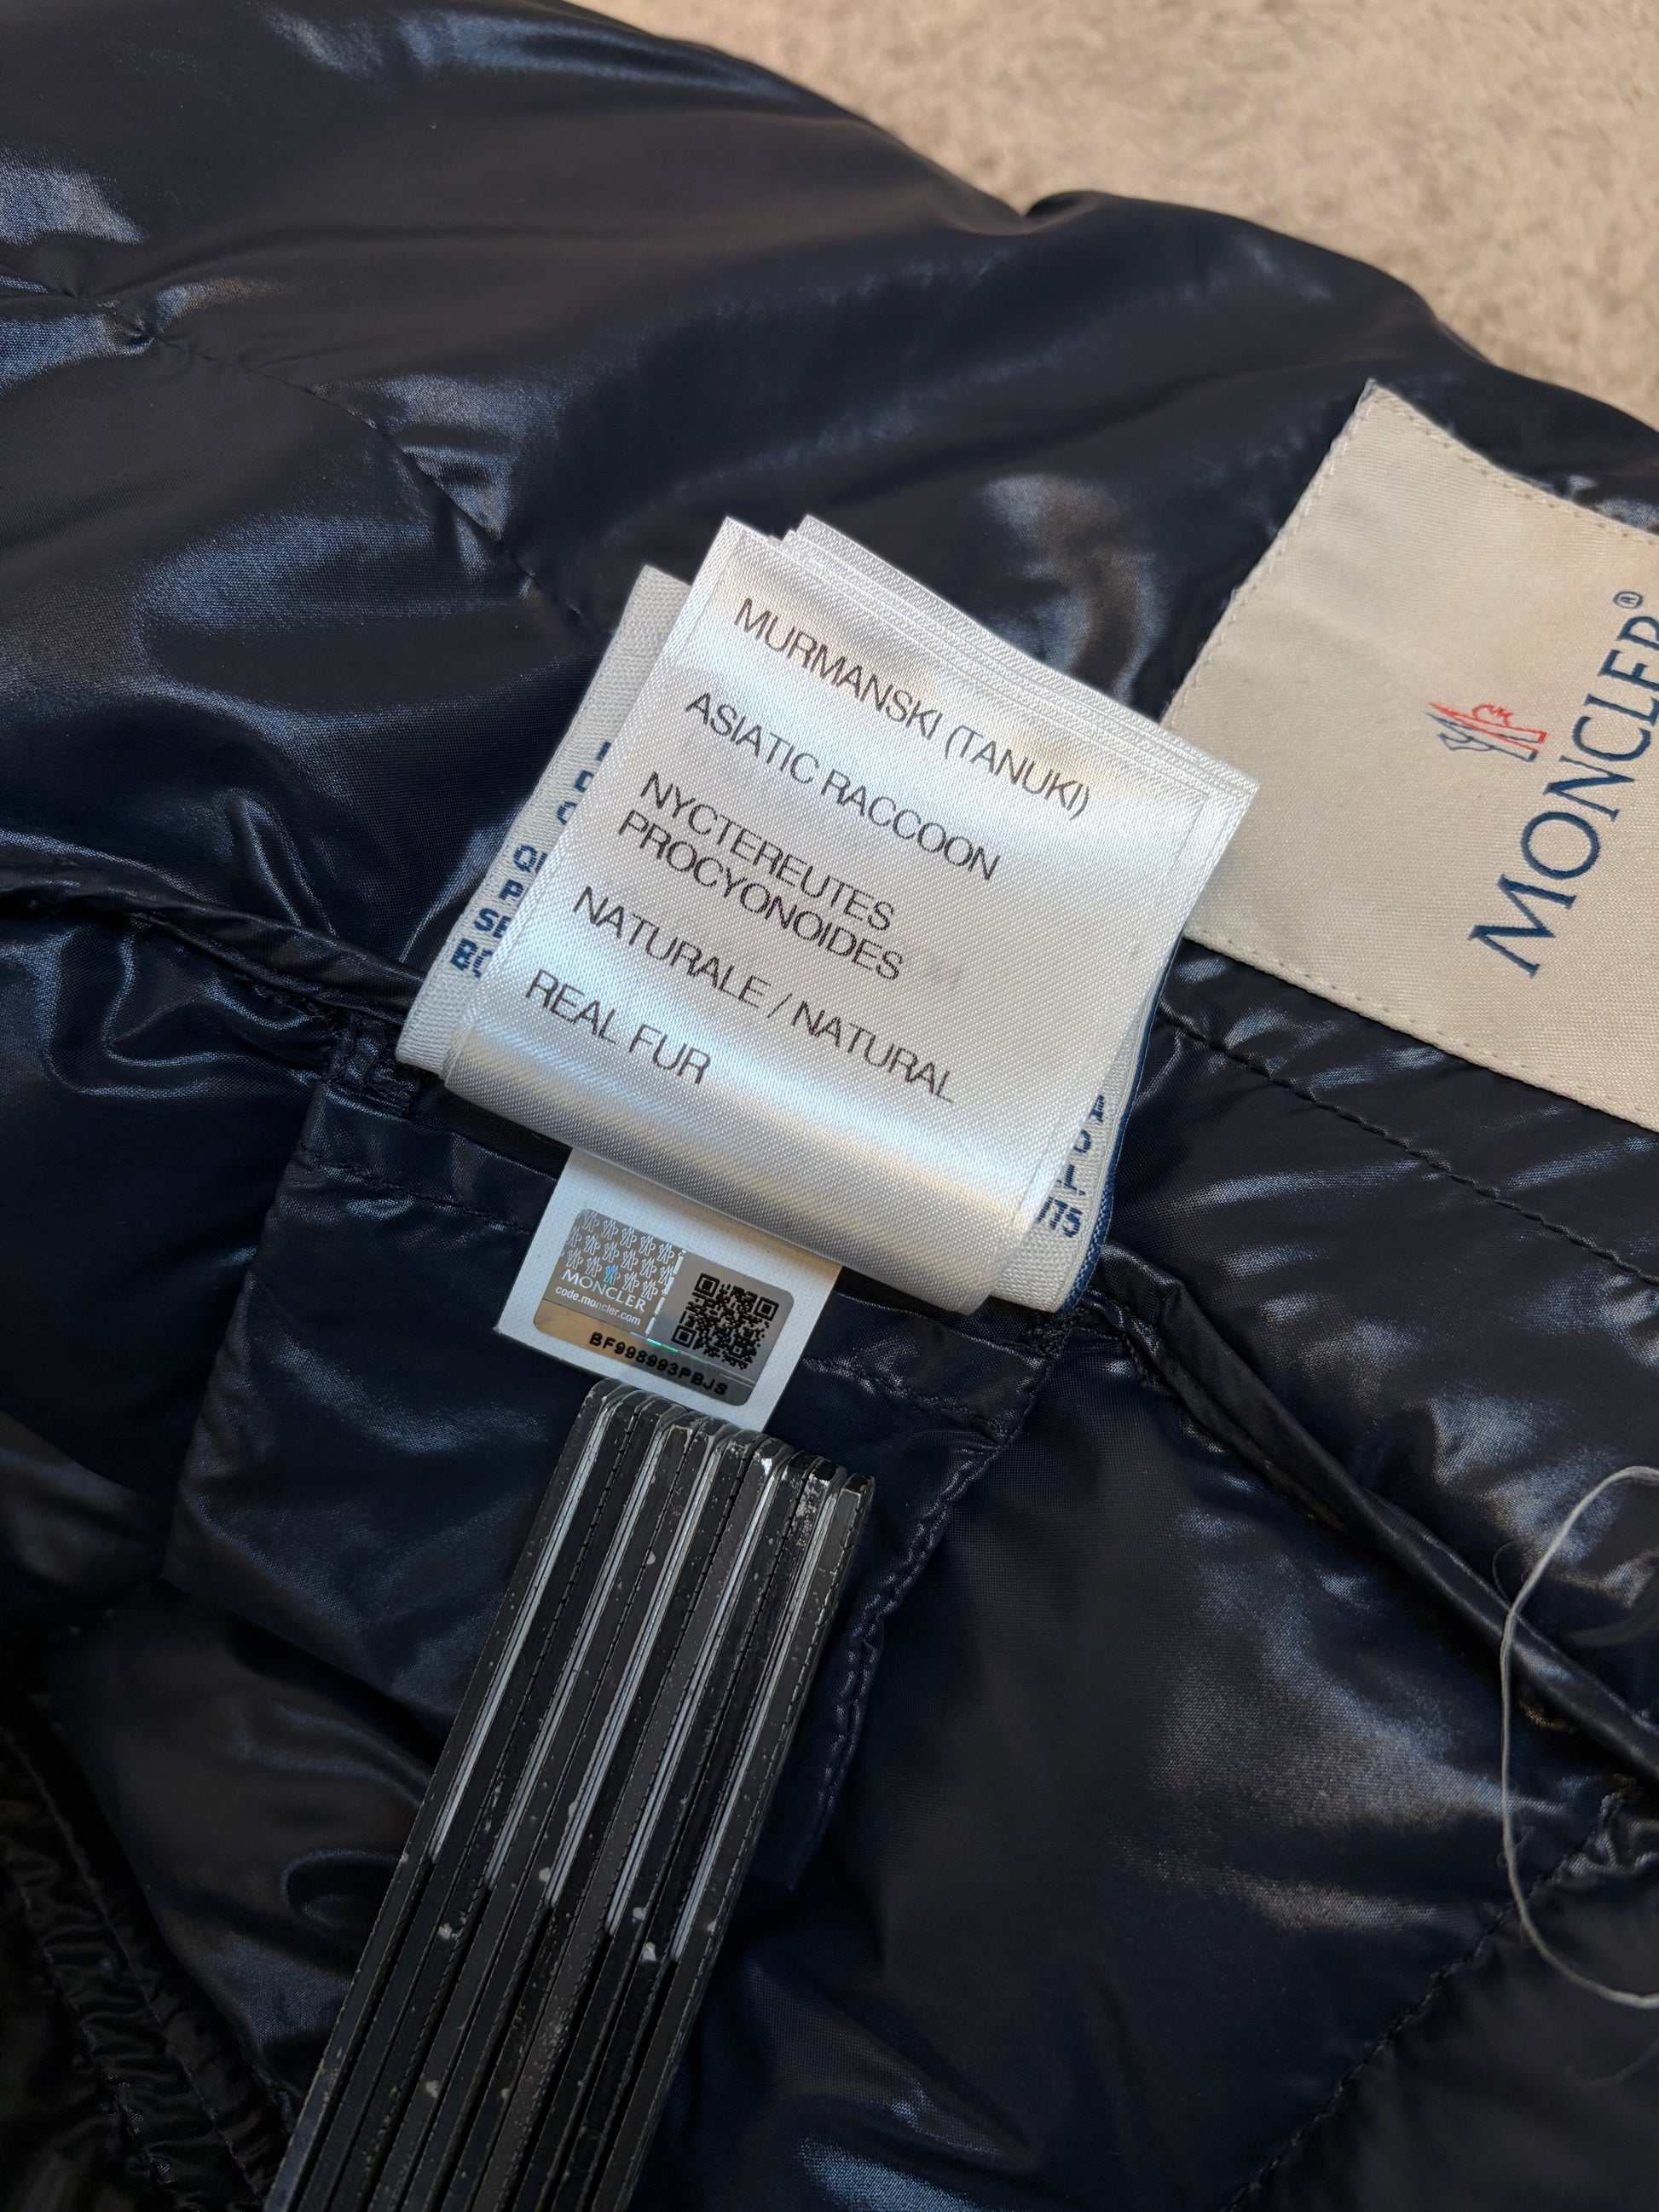 MURMANSKI (TANUKI)
ASIATIC RACCOON
NYCTEREUTES
PROCYONOIDES
NATURALE / NATURAL
REAL FUR
MONCLER
code.moncler.com
BF998993PBJS
MONCLER®